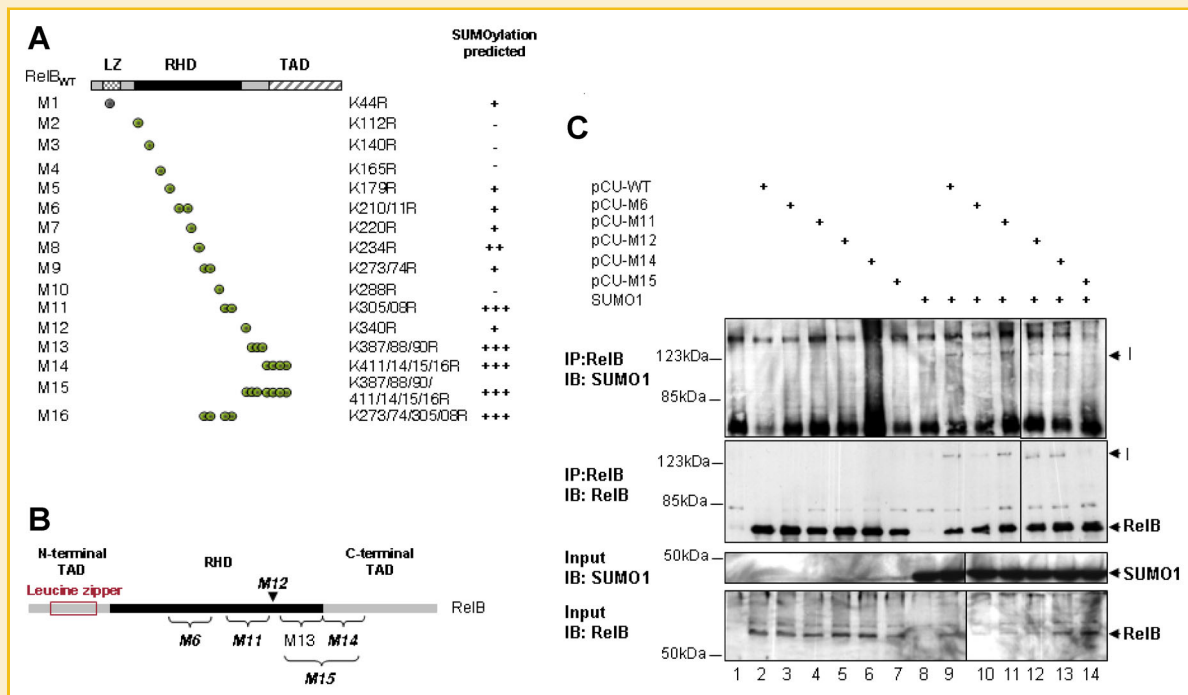 A
SUMOylation
predicted
LZ RHD TAD
RelBWT
M1 K44R +
M2 K112R -
M3 K140R -
M4 K165R -
M5 K179R +
M6 K210/11R +
M7 K220R +
M8 K234R ++
M9 K273/74R +
M10 K288R -
M11 K305/08R +++
M12 K340R +
M13 K387/88/90R +++
M14 K411/14/15/16R +++
M15 K387/88/90/
411/14/15/16R +++
M16 K273/74/305/08R +++
B
N-terminal
TAD
RHD
C-terminal
TAD
Leucine zipper
M12
RelB
M6 M11 M13 M14
M15
C
pCU-WT + +
pCU-M6 + +
pCU-M11 + +
pCU-M12 + +
pCU-M14 + +
pCU-M15 + +
SUMO1 + + + + + + +
IP:RelB
IB: SUMO1
123kDa
85kDa
I
IP:RelB
IB: RelB
123kDa
85kDa
I
RelB
Input
IB: SUMO1
50kDa
SUMO1
Input
IB: RelB
50kDa
RelB
1 2 3 4 5 6 7 8 9 10 11 12 13 14